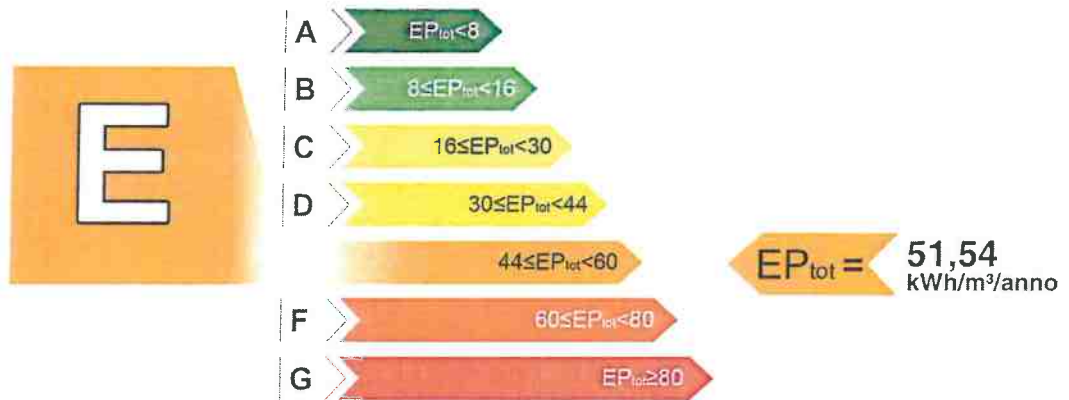 E
A EPtot<8
B 8≤EPtot<16
C 16≤EPtot<30
D 30≤EPtot<44
44≤EPtot<60
EPtot = 51,54
kWh/m³/anno
F 60≤EPtot<80
G EPtot≥80